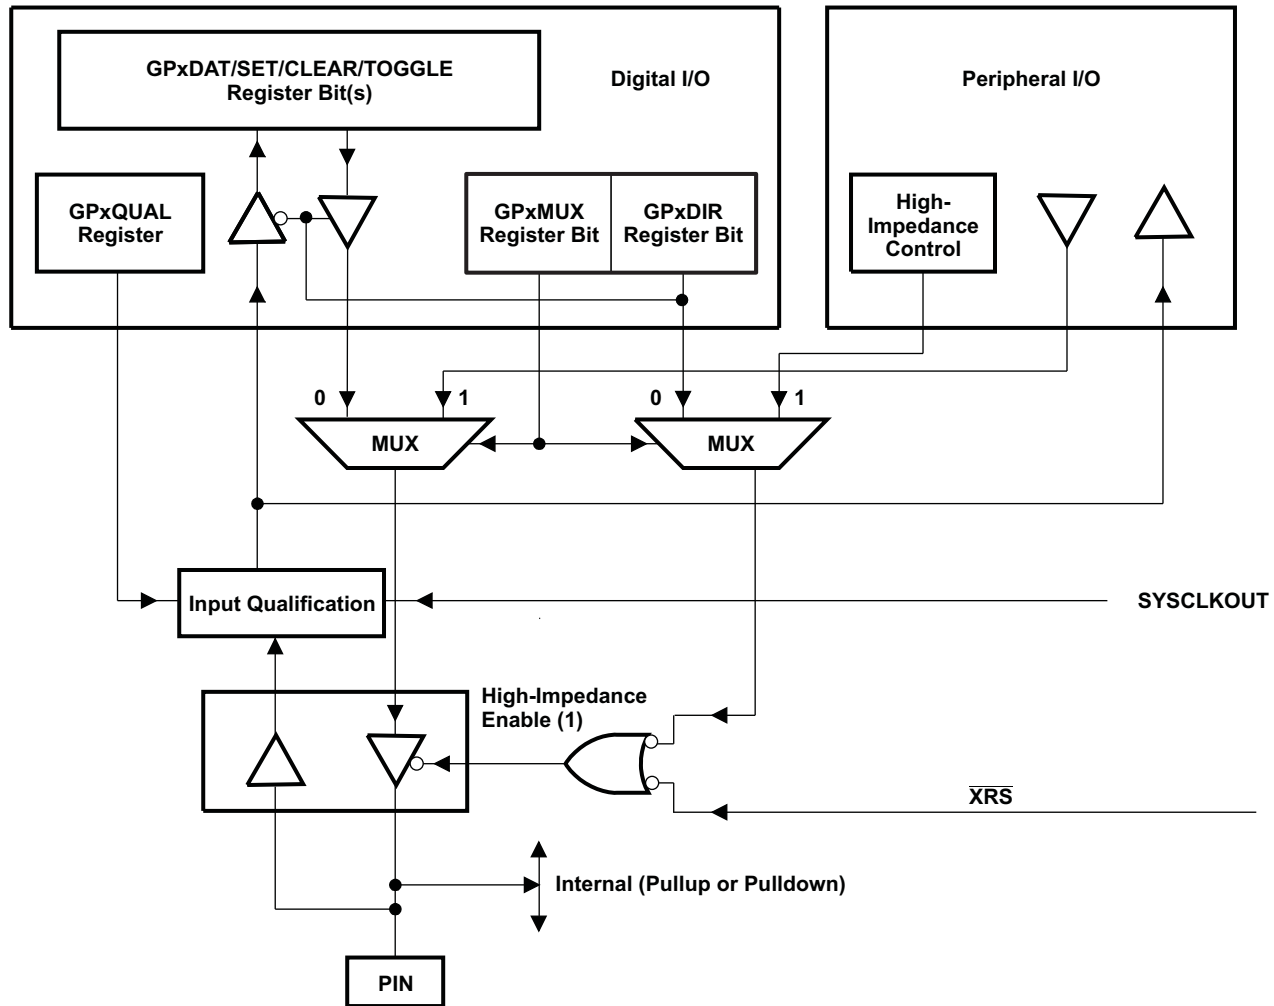 GPxDAT/SET/CLEAR/TOGGLE
Register Bit(s)
Digital I/O
Peripheral I/O
GPxQUAL
Register
GPxMUX
Register Bit
GPxDIR
Register Bit
High-
Impedance
Control
0
1
0
1
MUX
MUX
Input Qualification
SYSCLKOUT
High-Impedance
Enable (1)
XRS
Internal (Pullup or Pulldown)
PIN